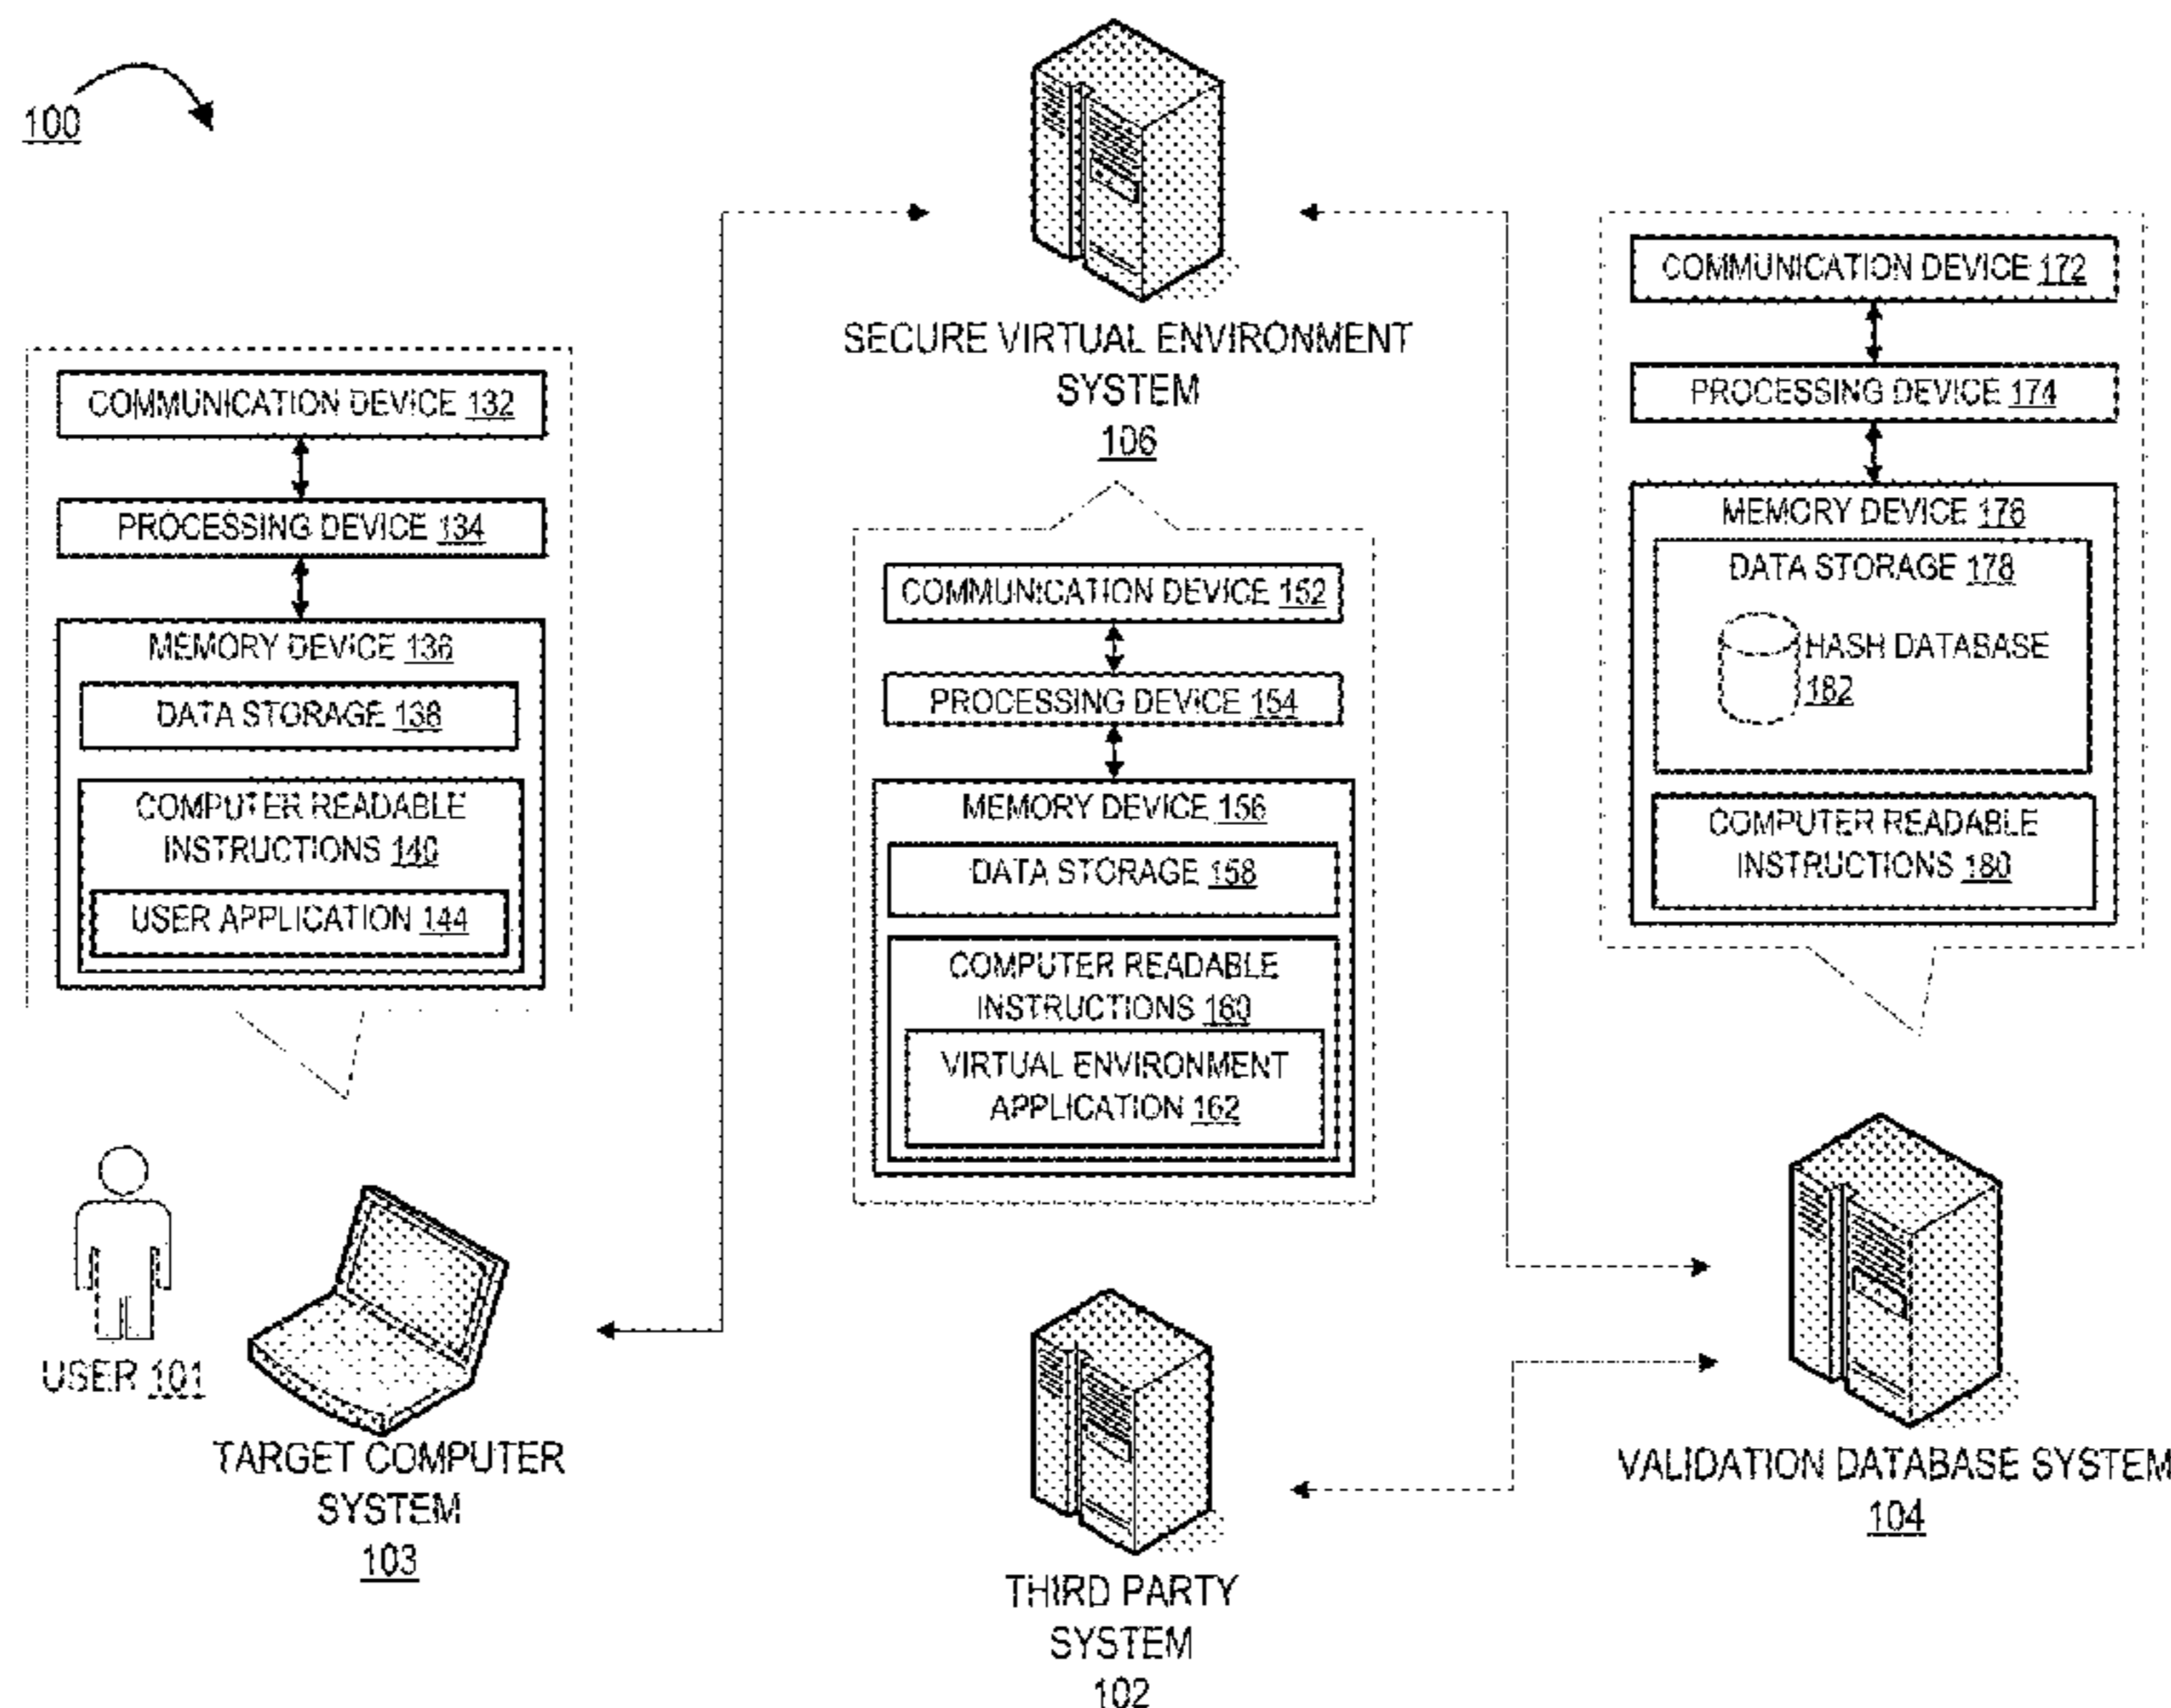 100
SECURE VIRTUAL ENVIRONMENT
SYSTEM
106
COMMUNICATION DEVICE 132
PROCESSING DEVICE 134
MEMORY DEVICE 136
DATA STORAGE 138
COMPUTER READABLE
INSTRUCTIONS 140
USER APPLICATION 144
COMMUNICATION DEVICE 152
PROCESSING DEVICE 154
MEMORY DEVICE 156
DATA STORAGE 158
COMPUTER READABLE
INSTRUCTIONS 160
VIRTUAL ENVIRONMENT
APPLICATION 162
COMMUNICATION DEVICE 172
PROCESSING DEVICE 174
MEMORY DEVICE 176
DATA STORAGE 178
HASH DATABASE
182
COMPUTER READABLE
INSTRUCTIONS 180
USER 101
TARGET COMPUTER
SYSTEM
103
THIRD PARTY
SYSTEM
102
VALIDATION DATABASE SYSTEM
104